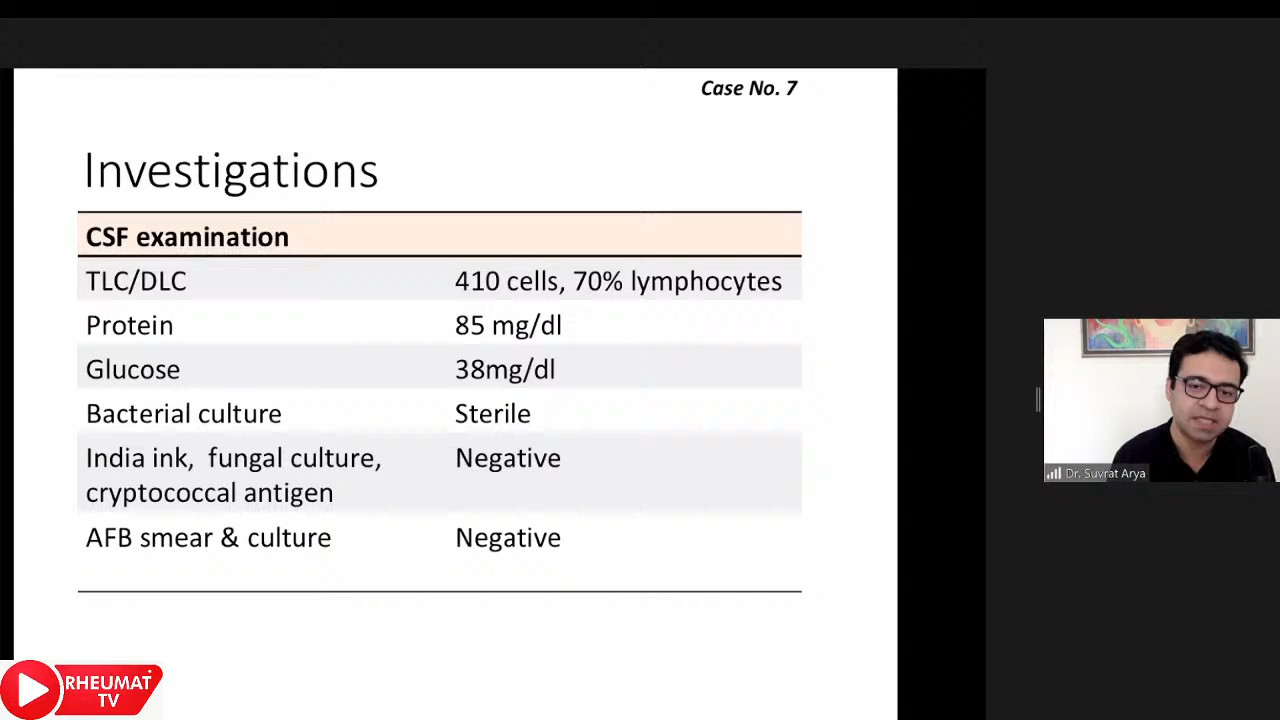 Case No. 7
Investigations
CSF examination
TLC/DLC 410 cells, 70% lymphocytes
Protein 85 mg/dl
Glucose 38mg/dl
Bacterial culture Sterile
India ink, fungal culture, Negative
cryptococcal antigen
AFB smear & culture Negative
Dr. Suvrat Arya
RHEUMAT
TV